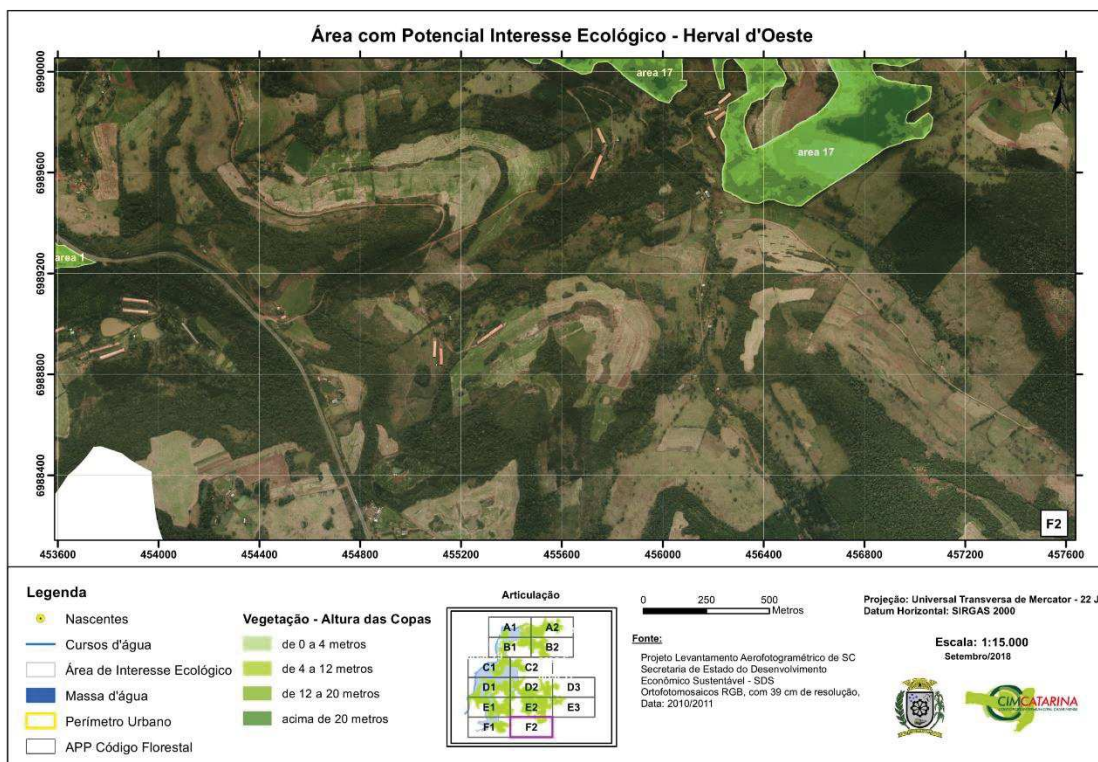 Área com Potencial Interesse Ecológico - Herval d'Oeste
6990000
6989600
6989200
6988800
6988400
area 17
area 17
area 1
F2
453600 454000 454400 454800 455200 455600 456000 456400 456800 457200 457600
Legenda
Nascentes
Cursos d'água
Área de Interesse Ecológico
Massa d'água
Perímetro Urbano
APP Código Florestal
Vegetação - Altura das Copas
de 0 a 4 metros
de 4 a 12 metros
de 12 a 20 metros
acima de 20 metros
Articulação
A1 A2
B1 B2
C1 C2
D1 D2 D3
E1 E2 E3
F1 F2
0 250 500
Metros
Fonte:
Projeto Levantamento Aerofotogramétrico de SC
Secretaria de Estado do Desenvolvimento
Econômico Sustentável - SDS
Ortofotomosaicos RGB, com 39 cm de resolução,
Data: 2010/2011
Projeção: Universal Transversa de Mercator - 22 J
Datum Horizontal: SIRGAS 2000
Escala: 1:15.000
Setembro/2018
CIMCATARINA